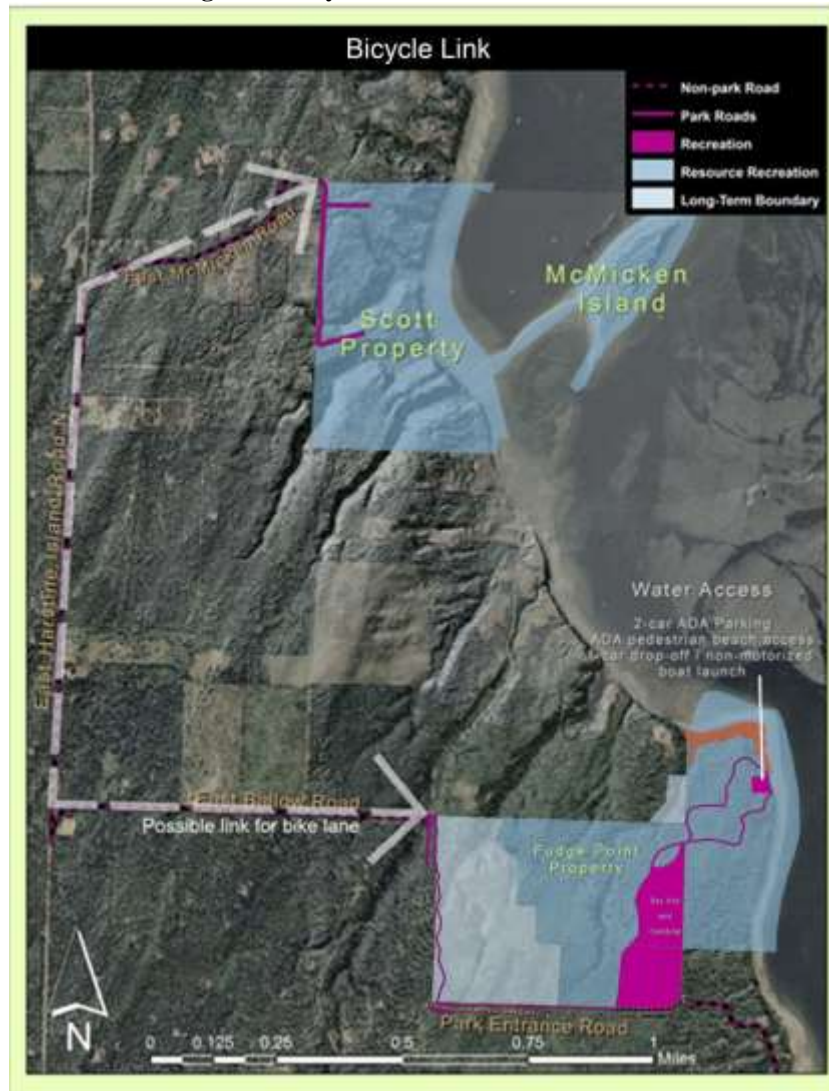 Bicycle Link
Non-park Road
Park Roads
Recreation
Resource Recreation
Long-Term Boundary
East McMicken Road
McMicken
Island
Scott
Property
East Hartine Island Road N
Water Access
2-car ADA Parking
ADA pedestrian beach access
car drop-off / non-motorized
boat launch
East Ballow Road
Possible link for bike lane
Fudge Point
Property
and
Park Entrance Road
N
0 0.125 0.25 0.5 0.75 1
Miles